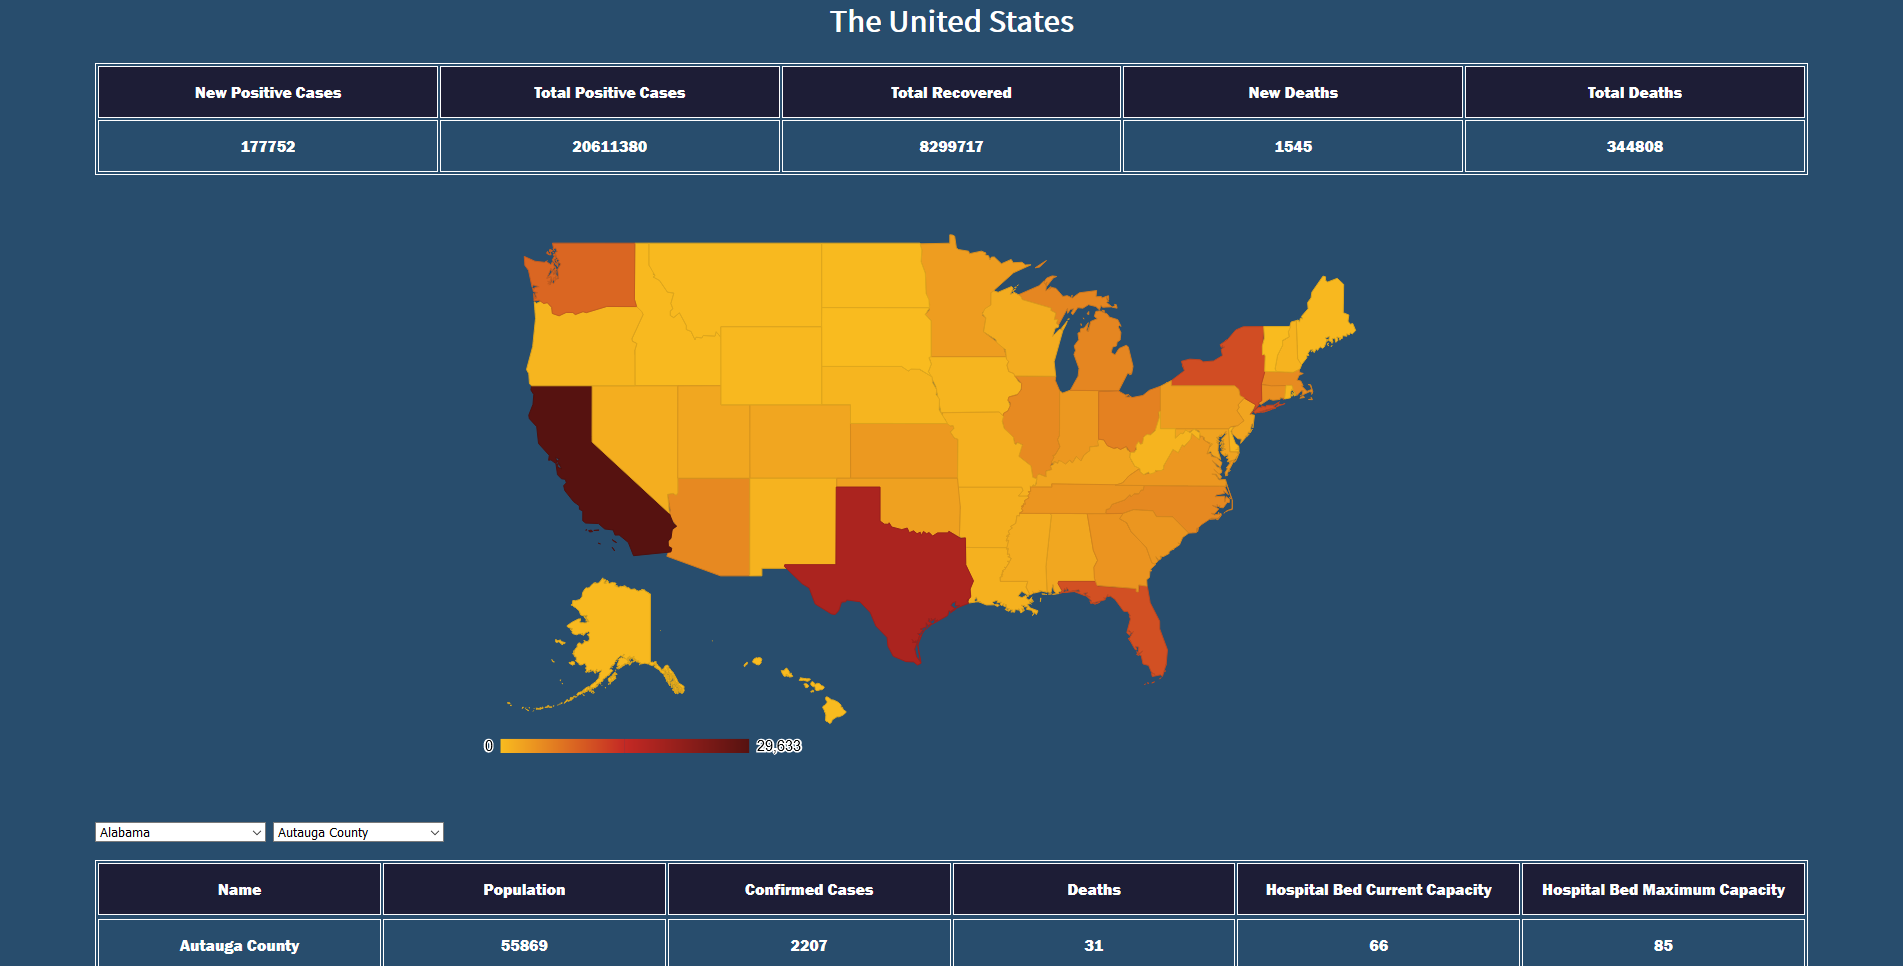 The United States
New Positive Cases Total Positive Cases Total Recovered New Deaths Total Deaths
177752 20611380 8299717 1545 344808
0 29,633
Alabama Autauga County
Name Population Confirmed Cases Deaths Hospital Bed Current Capacity Hospital Bed Maximum Capacity
Autauga County 55869 2207 31 66 85